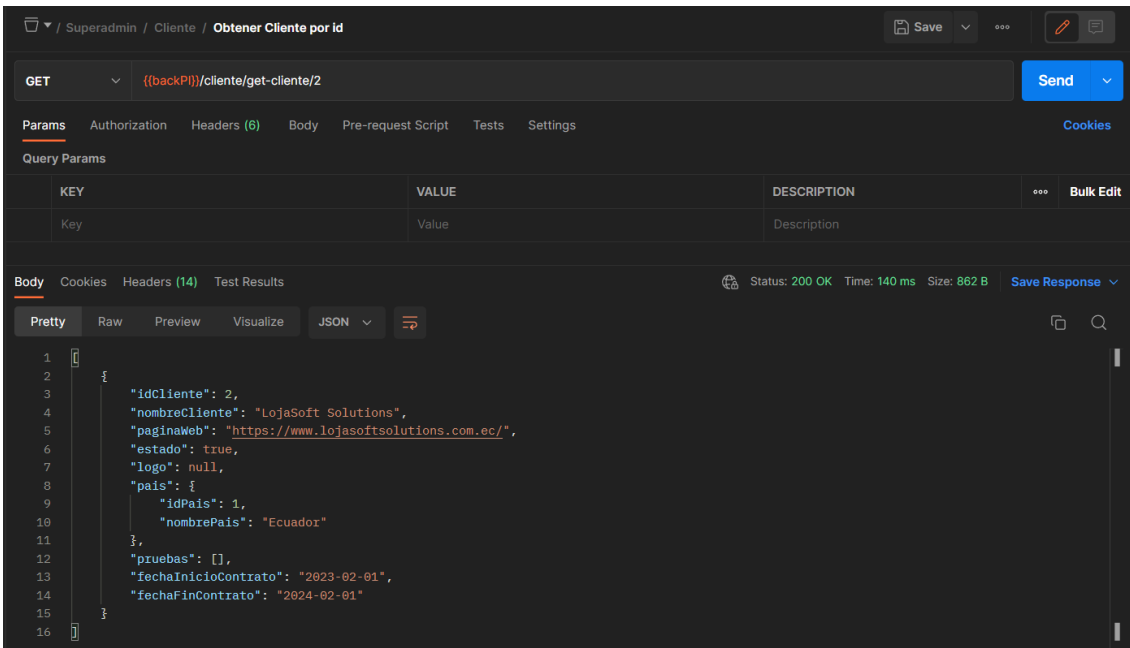 / Superadmin / Cliente / Obtener Cliente por id Save
GET {{backPI}}/cliente/get-cliente/2 Send
Params Authorization Headers (6) Body Pre-request Script Tests Settings Cookies
Query Params
KEY VALUE DESCRIPTION Bulk Edit
Key Value Description
Body Cookies Headers (14) Test Results Status: 200 OK Time: 140 ms Size: 862 B Save Response
Pretty Raw Preview Visualize JSON
1 [
2 {
3 "idCliente": 2,
4 "nombreCliente": "LojaSoft Solutions",
5 "paginaWeb": "https://www.lojasoftsolutions.com.ec/",
6 "estado": true,
7 "logo": null,
8 "pais": {
9 "idPais": 1,
10 "nombrePais": "Ecuador"
11 },
12 "pruebas": [],
13 "fechaInicioContrato": "2023-02-01",
14 "fechaFinContrato": "2024-02-01"
15 }
16 ]